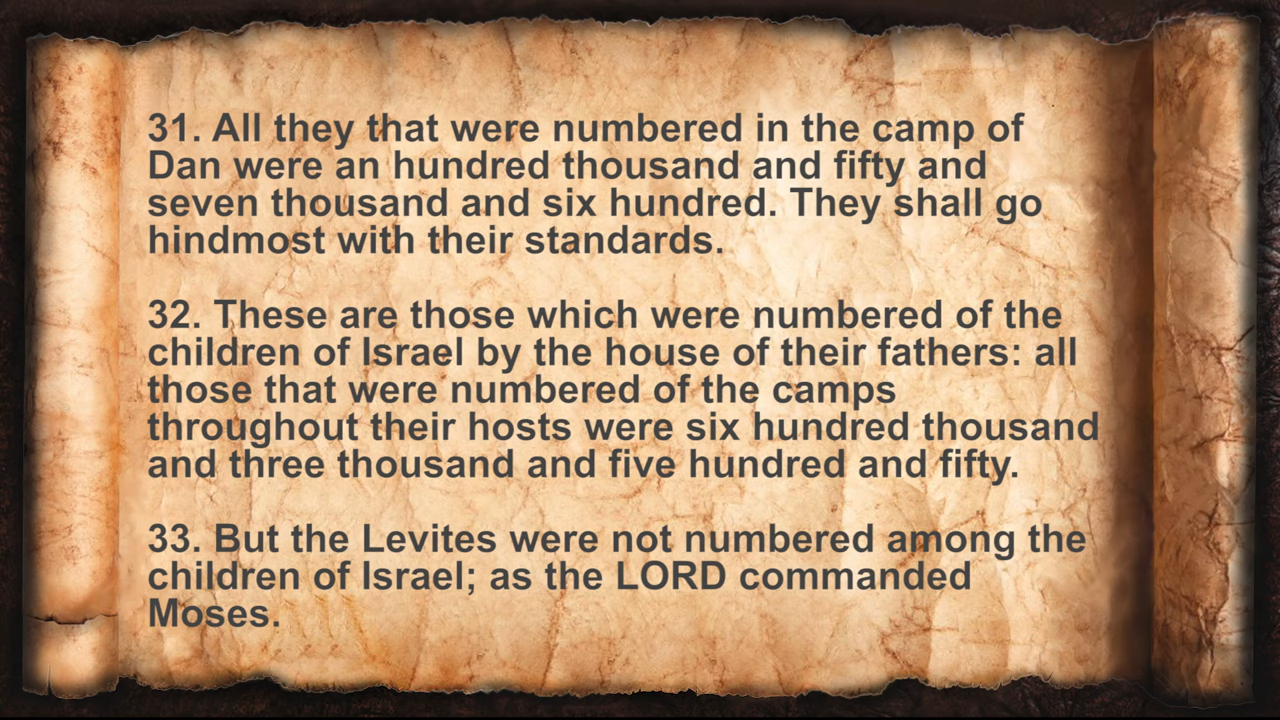 31. All they that were numbered in the camp of
Dan were an hundred thousand and fifty and
seven thousand and six hundred. They shall go
hindmost with their standards.
32. These are those which were numbered of the
children of Israel by the house of their fathers: all
those that were numbered of the camps
throughout their hosts were six hundred thousand
and three thousand and five hundred and fifty.
33. But the Levites were not numbered among the
children of Israel; as the LORD commanded
Moses.